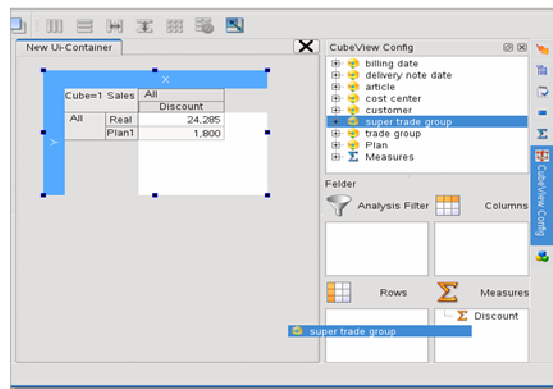 New Ui-Container
X
Cube=1 Sales All
Discount
All Real 24,285
Plan1 1,800
Y
CubeView Config
billing date
delivery note date
article
cost center
customer
super trade group
trade group
Plan
Measures
Felder
Analysis Filter
Columns
Rows
Measures
Discount
super trade group
CubeView Config